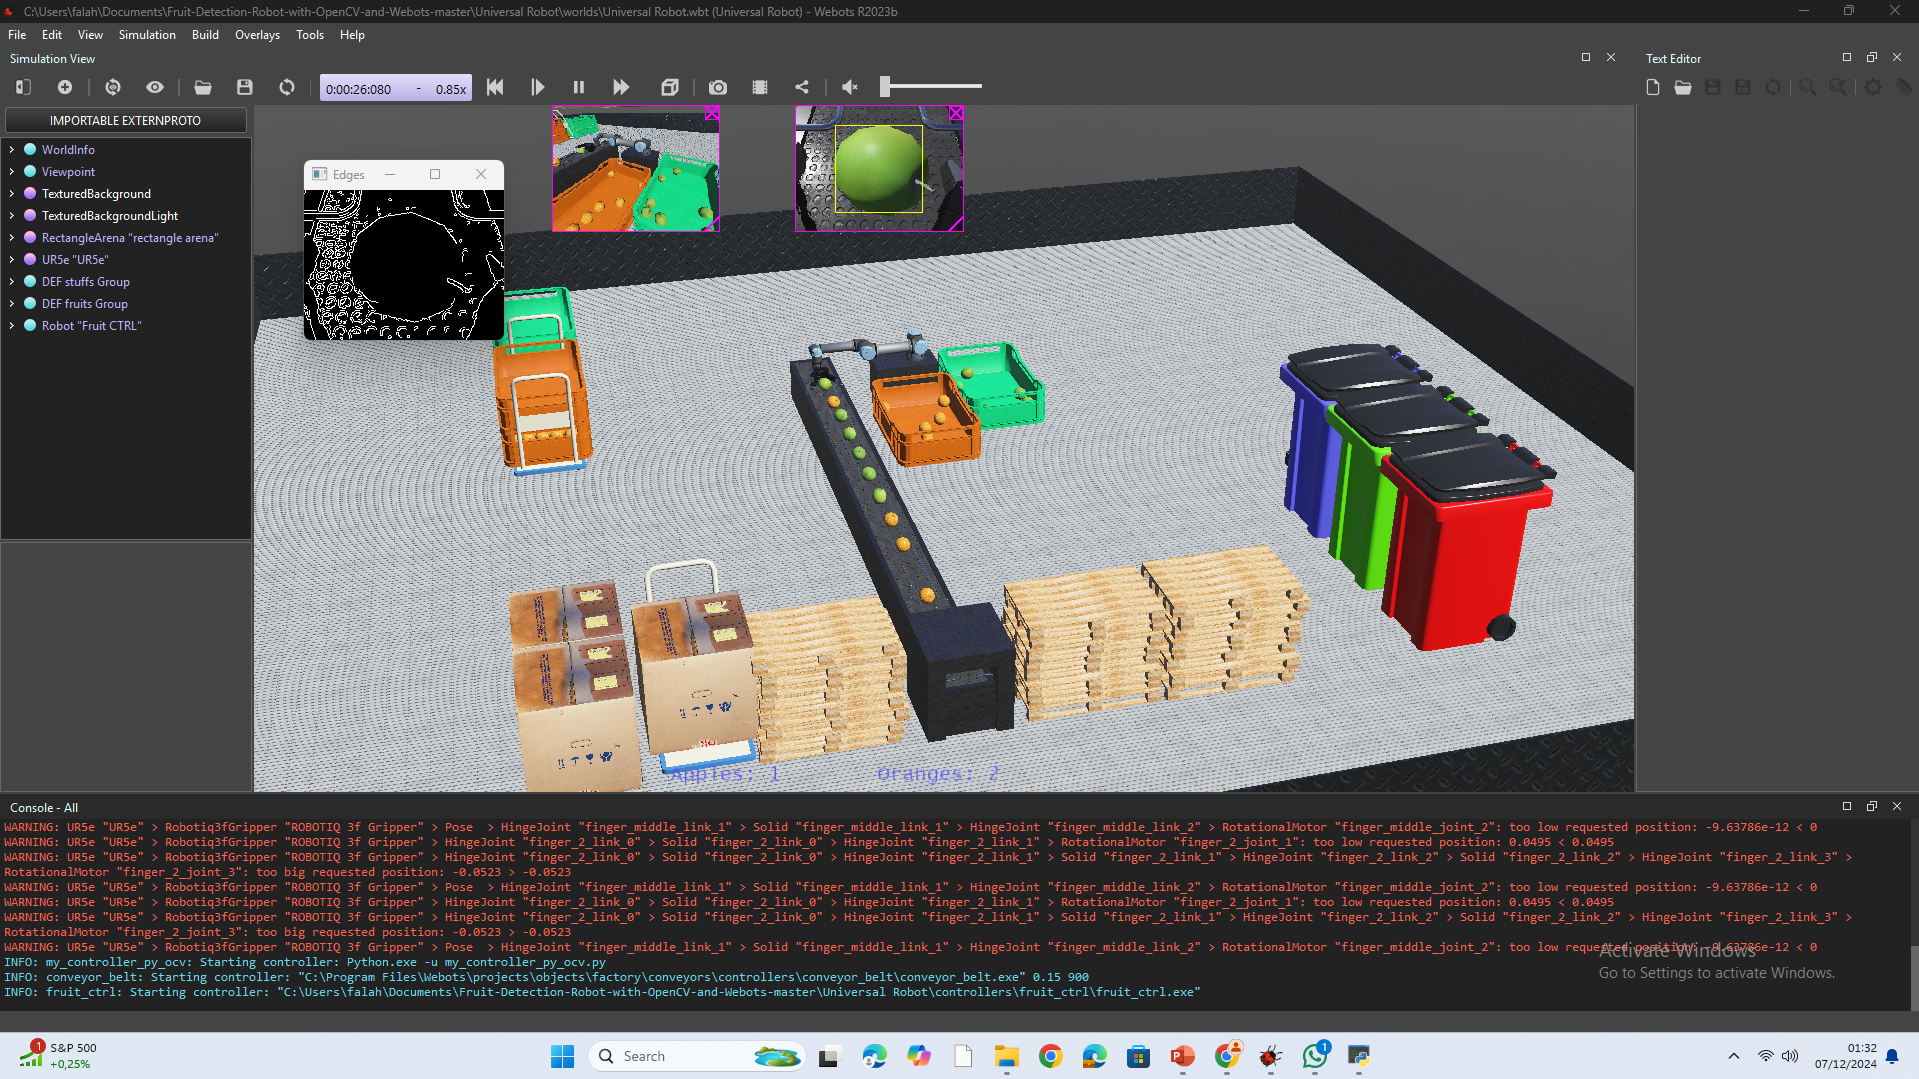 C:\Users\falah\Documents\Fruit-Detection-Robot-with-OpenCV-and-Webots-master\Universal Robot\worlds\Universal Robot.wbt (Universal Robot) - Webots R2023b
File Edit View Simulation Build Overlays Tools Help
Simulation View
Text Editor
0:00:26:080 - 0.85x
IMPORTABLE EXTERNPROTO
WorldInfo
Viewpoint
TexturedBackground
TexturedBackgroundLight
RectangleArena "rectangle arena"
UR5e "UR5e"
DEF stuffs Group
DEF fruits Group
Robot "Fruit CTRL"
Edges
Apples: 1 Oranges: 2
Console - All
WARNING: UR5e "UR5e" > Robotiq3fGripper "ROBOTIQ 3f Gripper" > Pose > HingeJoint "finger_middle_link_1" > Solid "finger_middle_link_1" > HingeJoint "finger_middle_link_2" > RotationalMotor "finger_middle_joint_2": too low requested position: -9.63786e-12 < 0
WARNING: UR5e "UR5e" > Robotiq3fGripper "ROBOTIQ 3f Gripper" > HingeJoint "finger_2_link_0" > Solid "finger_2_link_0" > HingeJoint "finger_2_link_1" > RotationalMotor "finger_2_joint_1": too low requested position: 0.0495 < 0.0495
WARNING: UR5e "UR5e" > Robotiq3fGripper "ROBOTIQ 3f Gripper" > HingeJoint "finger_2_link_0" > Solid "finger_2_link_0" > HingeJoint "finger_2_link_1" > Solid "finger_2_link_1" > HingeJoint "finger_2_link_2" > Solid "finger_2_link_2" > HingeJoint "finger_2_link_3" >
RotationalMotor "finger_2_joint_3": too big requested position: -0.0523 > -0.0523
WARNING: UR5e "UR5e" > Robotiq3fGripper "ROBOTIQ 3f Gripper" > Pose > HingeJoint "finger_middle_link_1" > Solid "finger_middle_link_1" > HingeJoint "finger_middle_link_2" > RotationalMotor "finger_middle_joint_2": too low requested position: -9.63786e-12 < 0
WARNING: UR5e "UR5e" > Robotiq3fGripper "ROBOTIQ 3f Gripper" > HingeJoint "finger_2_link_0" > Solid "finger_2_link_0" > HingeJoint "finger_2_link_1" > RotationalMotor "finger_2_joint_1": too low requested position: 0.0495 < 0.0495
WARNING: UR5e "UR5e" > Robotiq3fGripper "ROBOTIQ 3f Gripper" > HingeJoint "finger_2_link_0" > Solid "finger_2_link_0" > HingeJoint "finger_2_link_1" > Solid "finger_2_link_1" > HingeJoint "finger_2_link_2" > Solid "finger_2_link_2" > HingeJoint "finger_2_link_3" >
RotationalMotor "finger_2_joint_3": too big requested position: -0.0523 > -0.0523
WARNING: UR5e "UR5e" > Robotiq3fGripper "ROBOTIQ 3f Gripper" > Pose > HingeJoint "finger_middle_link_1" > Solid "finger_middle_link_1" > HingeJoint "finger_middle_link_2" > RotationalMotor "finger_middle_joint_2": too low requested position: -9.63786e-12 < 0
INFO: my_controller_py_ocv: Starting controller: Python.exe -u my_controller_py_ocv.py
INFO: conveyor_belt: Starting controller: "C:\Program Files\Webots\projects\objects\factory\conveyors\controllers\conveyor_belt\conveyor_belt.exe" 0.15 900
INFO: fruit_ctrl: Starting controller: "C:\Users\falah\Documents\Fruit-Detection-Robot-with-OpenCV-and-Webots-master\Universal Robot\controllers\fruit_ctrl\fruit_ctrl.exe"
Activate Windows
Go to Settings to activate Windows.
1
S&P 500
+0,25%
Search
1
01:32
07/12/2024